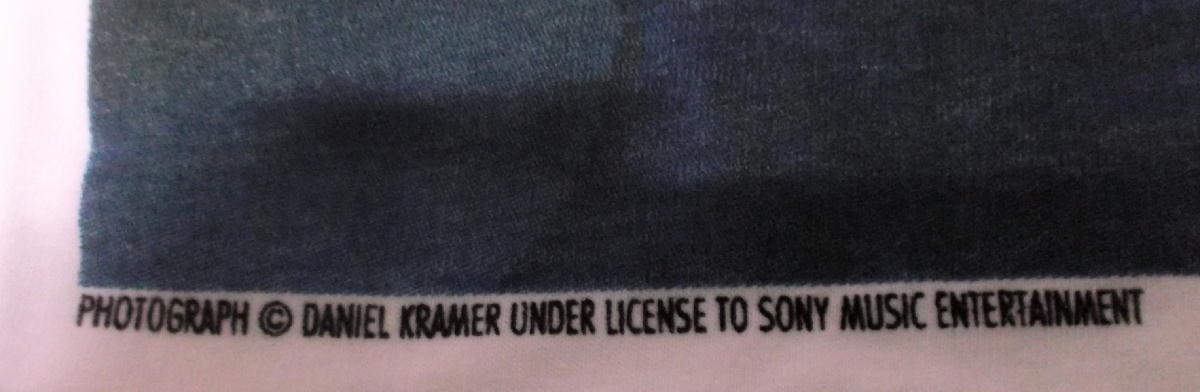 PHOTOGRAPH © DANIEL KRAMER UNDER LICENSE TO SONY MUSIC ENTERTAINMENT